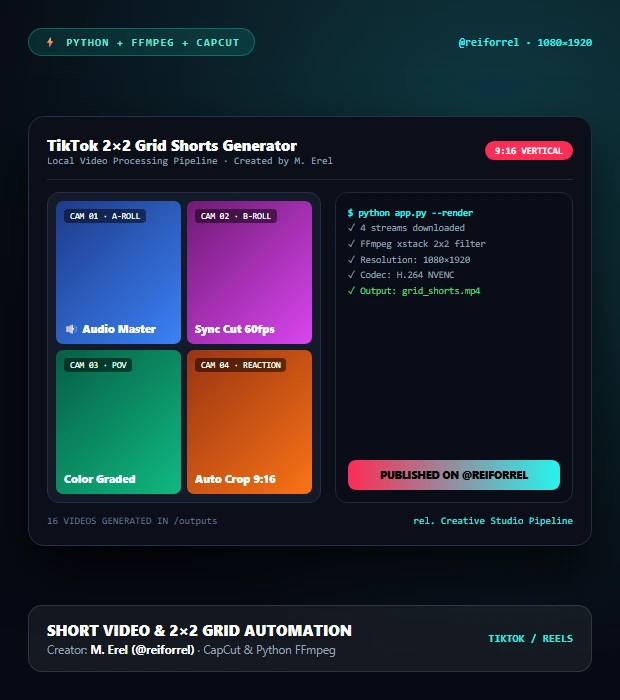 ⚡ PYTHON + FFMPEG + CAPCUT
@reiforrel · 1080×1920
TikTok 2×2 Grid Shorts Generator
Local Video Processing Pipeline · Created by M. Erel
9:16 VERTICAL
CAM 01 · A-ROLL
🔊 Audio Master
CAM 02 · B-ROLL
Sync Cut 60fps
CAM 03 · POV
Color Graded
CAM 04 · REACTION
Auto Crop 9:16
$ python app.py --render
✓ 4 streams downloaded
✓ FFmpeg xstack 2x2 filter
✓ Resolution: 1080×1920
✓ Codec: H.264 NVENC
✓ Output: grid_shorts.mp4
PUBLISHED ON @REIFORREL
16 VIDEOS GENERATED IN /outputs
rel. Creative Studio Pipeline
SHORT VIDEO & 2×2 GRID AUTOMATION
Creator: M. Erel (@reiforrel) · CapCut & Python FFmpeg
TIKTOK / REELS